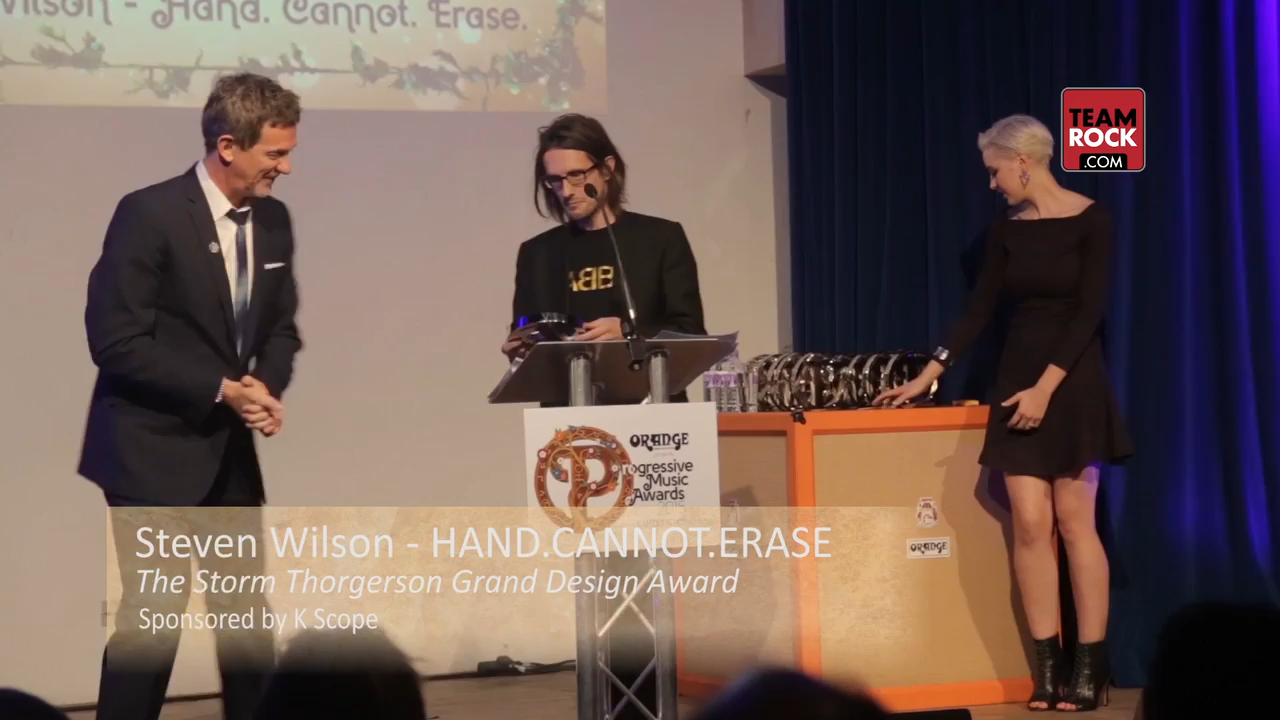 Wilson - Hand. Cannot. Erase.
TEAM
ROCK
.COM
ABB
ORANGE
Progressive
Music
Awards
Steven Wilson - HAND.CANNOT.ERASE
The Storm Thorgerson Grand Design Award
Sponsored by K Scope
ORANGE